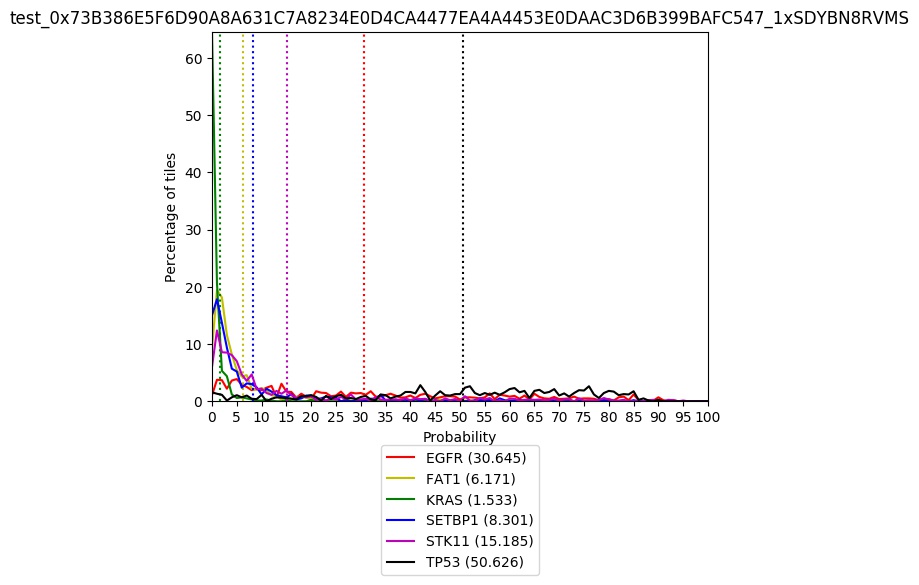 test_0x73B386E5F6D90A8A631C7A8234E0D4CA4477EA4A4453E0DAAC3D6B399BAFC547_1xSDYBN8RVMS
60
50
40
30
20
10
0
Percentage of tiles
0 5 10 15 20 25 30 35 40 45 50 55 60 65 70 75 80 85 90 95 100
Probability
EGFR (30.645)
FAT1 (6.171)
KRAS (1.533)
SETBP1 (8.301)
STK11 (15.185)
TP53 (50.626)